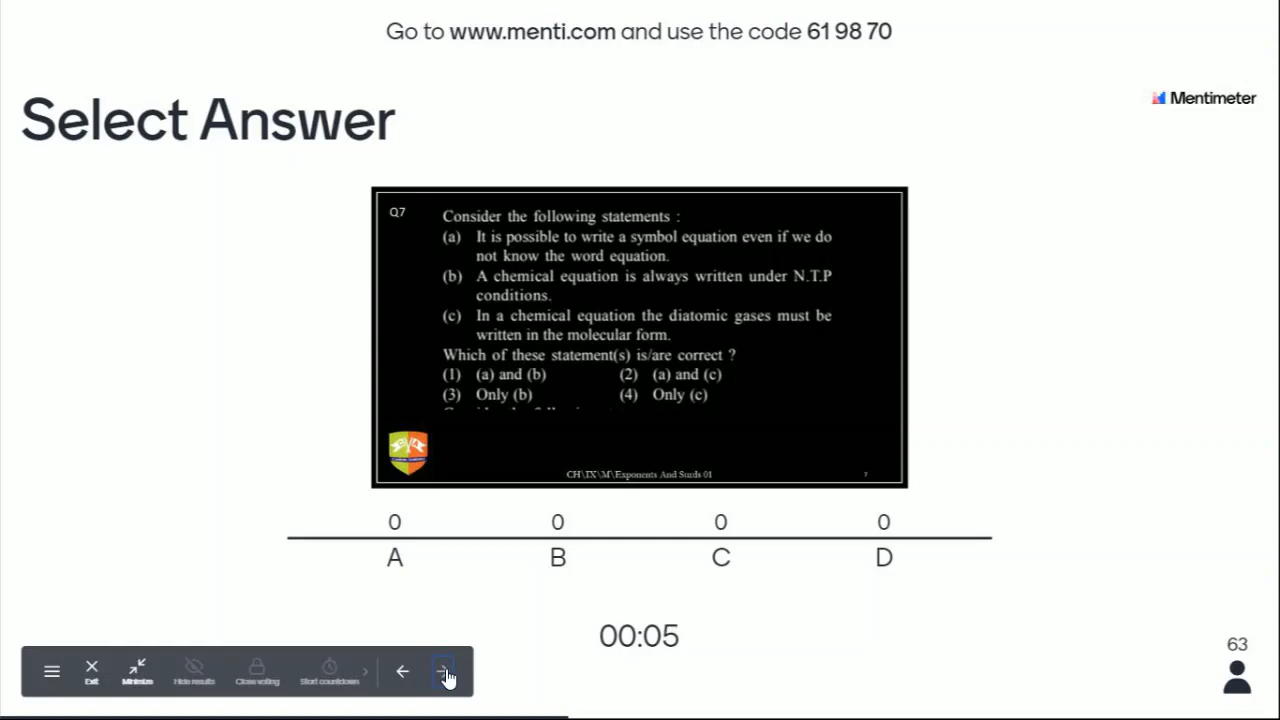 Go to www.menti.com and use the code 61 98 70
Select Answer
Mentimeter
Q7
Consider the following statements :
(a) It is possible to write a symbol equation even if we do
not know the word equation.
(b) A chemical equation is always written under N.T.P
conditions.
(c) In a chemical equation the diatomic gases must be
written in the molecular form.
Which of these statement(s) is/are correct ?
(1) (a) and (b) (2) (a) and (c)
(3) Only (b) (4) Only (c)
CH\IX\M\Exponents And Surds 01
7
0 0 0 0
A B C D
00:05
63
Exit Minimize Hide results Close voting Start countdown